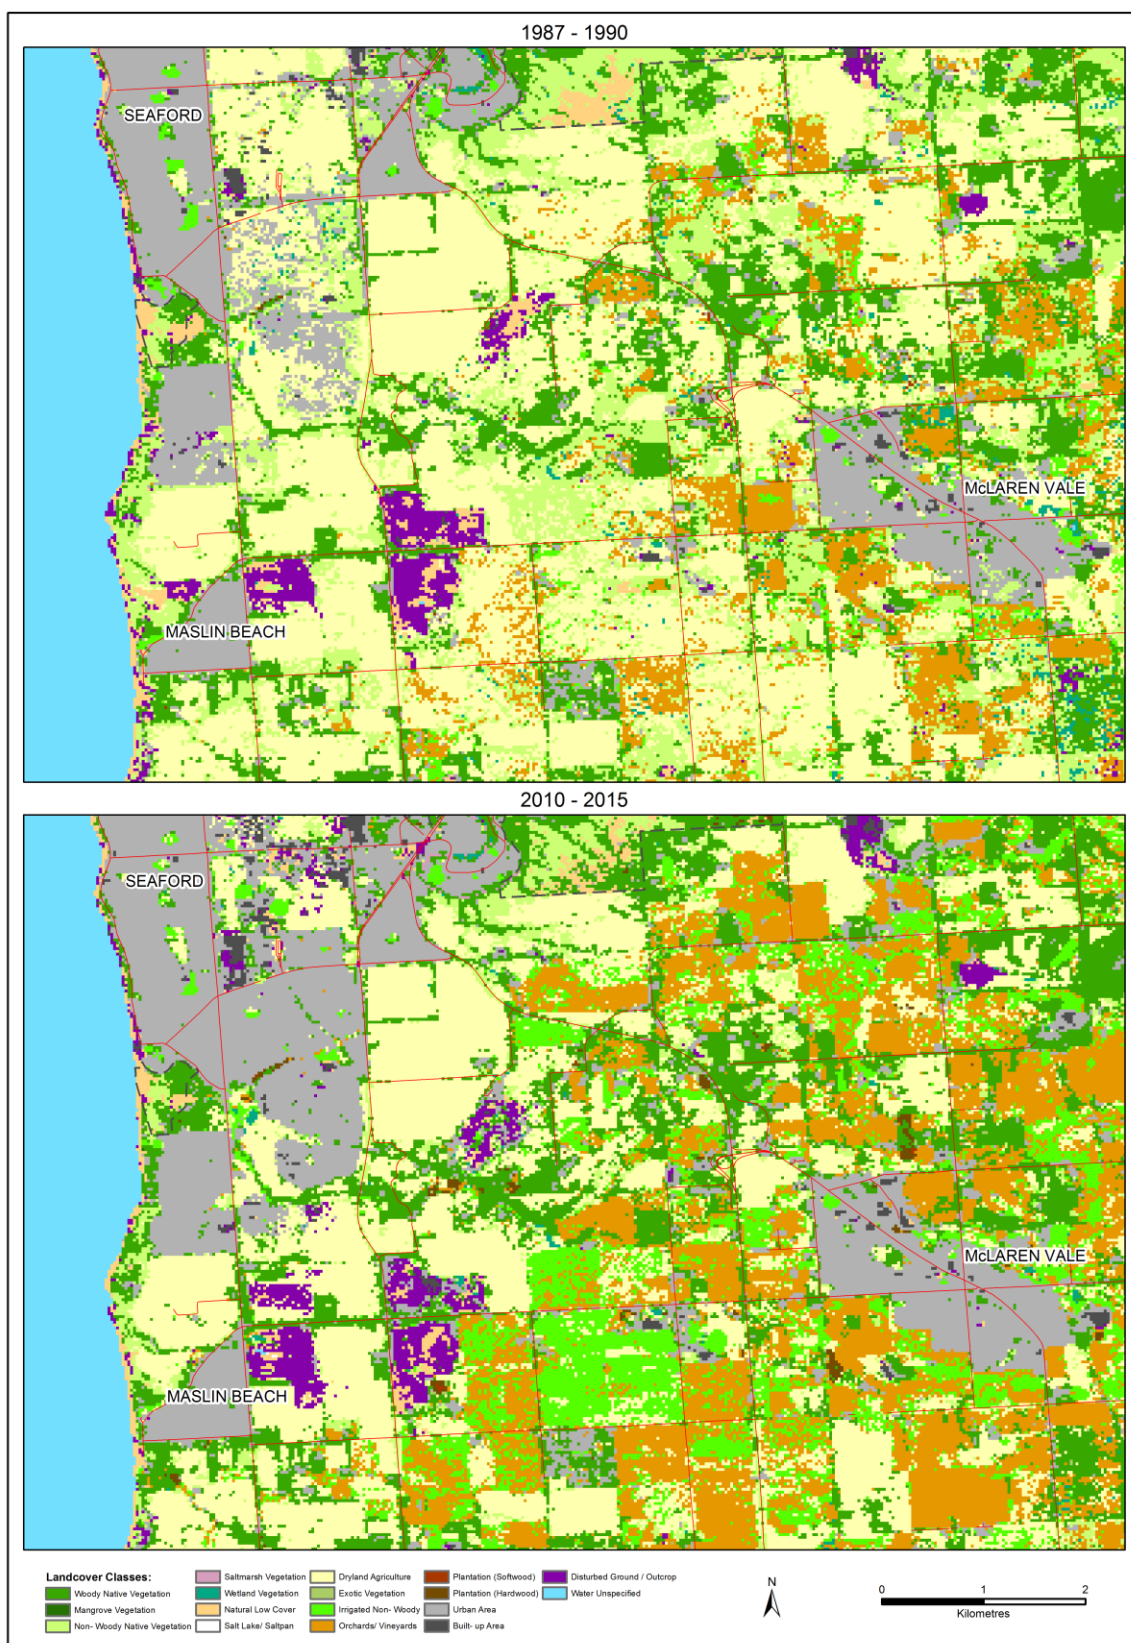 1987 - 1990
SEAFORD
McLAREN VALE
MASLIN BEACH
2010 - 2015
SEAFORD
McLAREN VALE
MASLIN BEACH
Landcover Classes:
Woody Native Vegetation
Mangrove Vegetation
Non- Woody Native Vegetation
Saltmarsh Vegetation
Wetland Vegetation
Natural Low Cover
Salt Lake/ Saltpan
Dryland Agriculture
Exotic Vegetation
Irrigated Non- Woody
Orchards/ Vineyards
Plantation (Softwood)
Plantation (Hardwood)
Urban Area
Built- up Area
Disturbed Ground / Outcrop
Water Unspecified
N
0 1 2
Kilometres